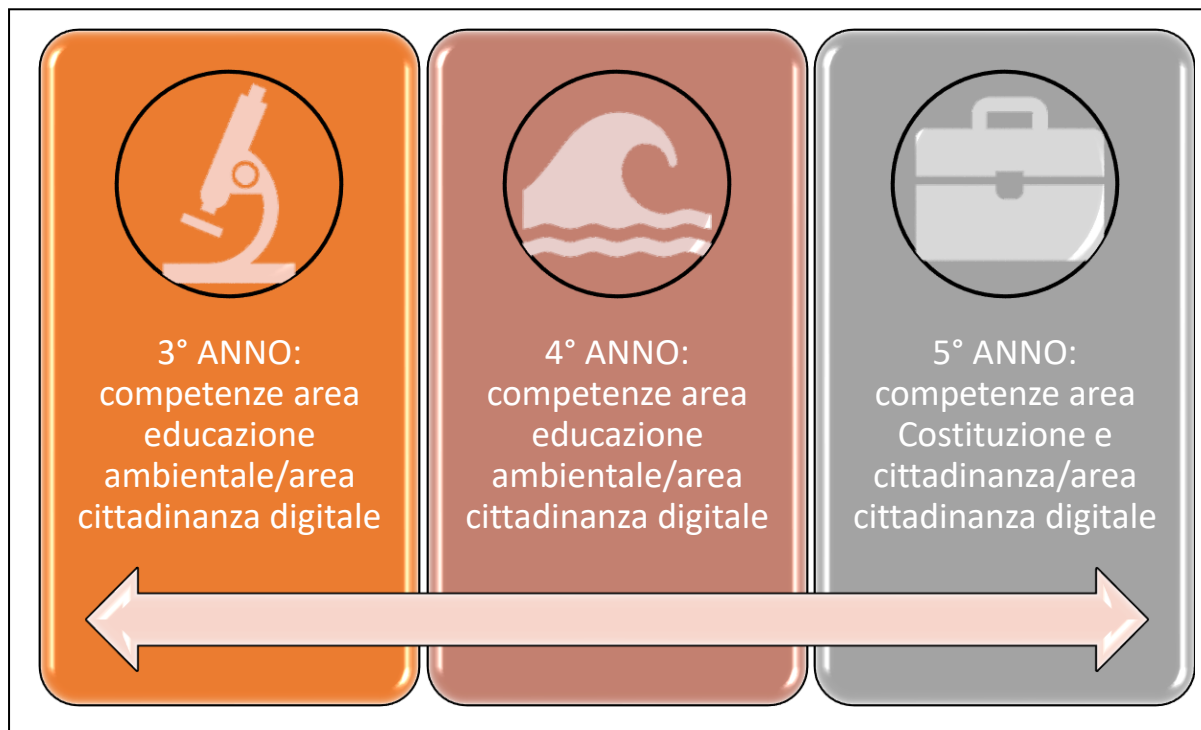 3° ANNO:
competenze area
educazione
ambientale/area
cittadinanza digitale
4° ANNO:
competenze area
educazione
ambientale/area
cittadinanza digitale
5° ANNO:
competenze area
Costituzione e
cittadinanza/area
cittadinanza digitale